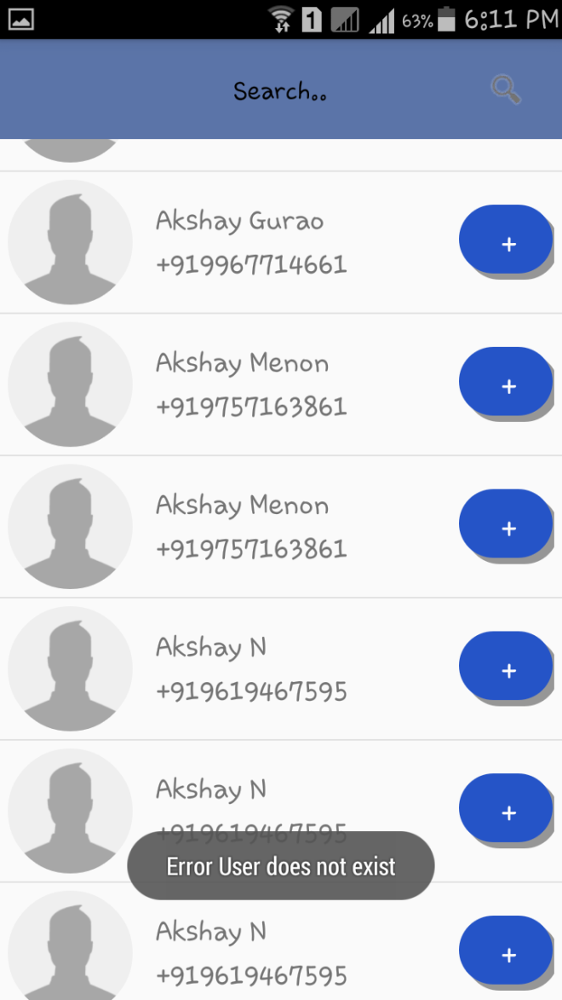 1 63% 6:11 PM
Search..
Akshay Gurao
+919967714661
+
Akshay Menon
+919757163861
+
Akshay Menon
+919757163861
+
Akshay N
+919619467595
+
Akshay N
+919619467595
+
Error User does not exist
Akshay N
+919619467595
+